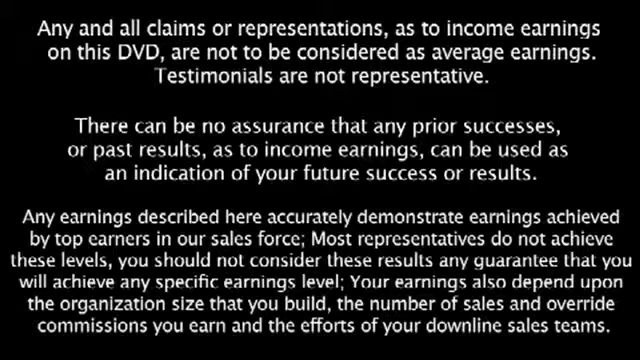 Any and all claims or representations, as to income earnings
on this DVD, are not to be considered as average earnings.
Testimonials are not representative.
There can be no assurance that any prior successes,
or past results, as to income earnings, can be used as
an indication of your future success or results.
Any earnings described here accurately demonstrate earnings achieved
by top earners in our sales force; Most representatives do not achieve
these levels, you should not consider these results any guarantee that you
will achieve any specific earnings level; Your earnings also depend upon
the organization size that you build, the number of sales and override
commissions you earn and the efforts of your downline sales teams.